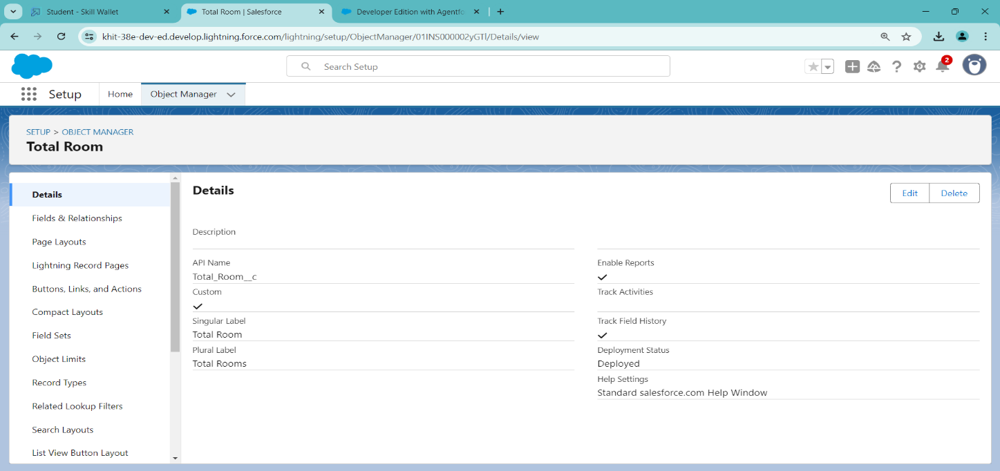 Student - Skill Wallet
Total Room | Salesforce
Developer Edition with Agentfo
khit-38e-dev-ed.develop.lightning.force.com/lightning/setup/ObjectManager/01INS000002yGTl/Details/view
Search Setup
2
Setup
Home
Object Manager
SETUP > OBJECT MANAGER
Total Room
Details
Fields & Relationships
Page Layouts
Lightning Record Pages
Buttons, Links, and Actions
Compact Layouts
Field Sets
Object Limits
Record Types
Related Lookup Filters
Search Layouts
List View Button Layout
Details
Edit
Delete
Description
API Name
Total_Room__c
Custom
Singular Label
Total Room
Plural Label
Total Rooms
Enable Reports
Track Activities
Track Field History
Deployment Status
Deployed
Help Settings
Standard salesforce.com Help Window